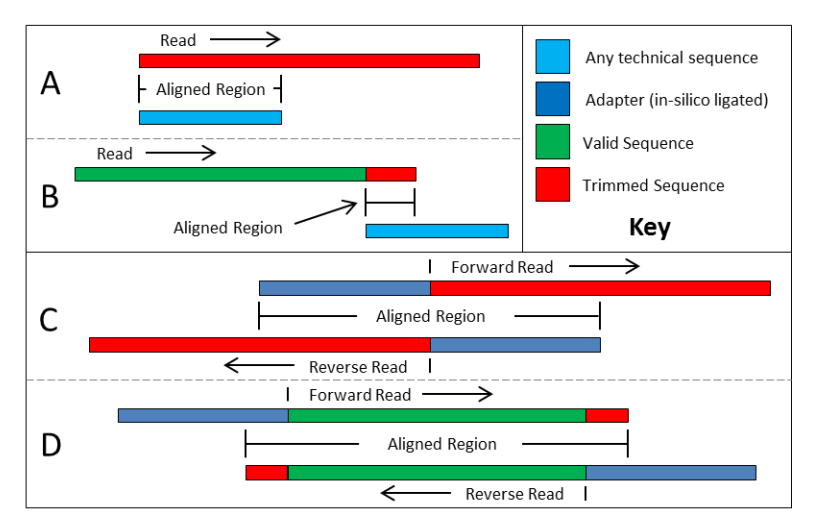 A
Read
Aligned Region
B
Read
Aligned Region
Any technical sequence
Adapter (in-silico ligated)
Valid Sequence
Trimmed Sequence
Key
C
Forward Read
Aligned Region
Reverse Read
D
Forward Read
Aligned Region
Reverse Read